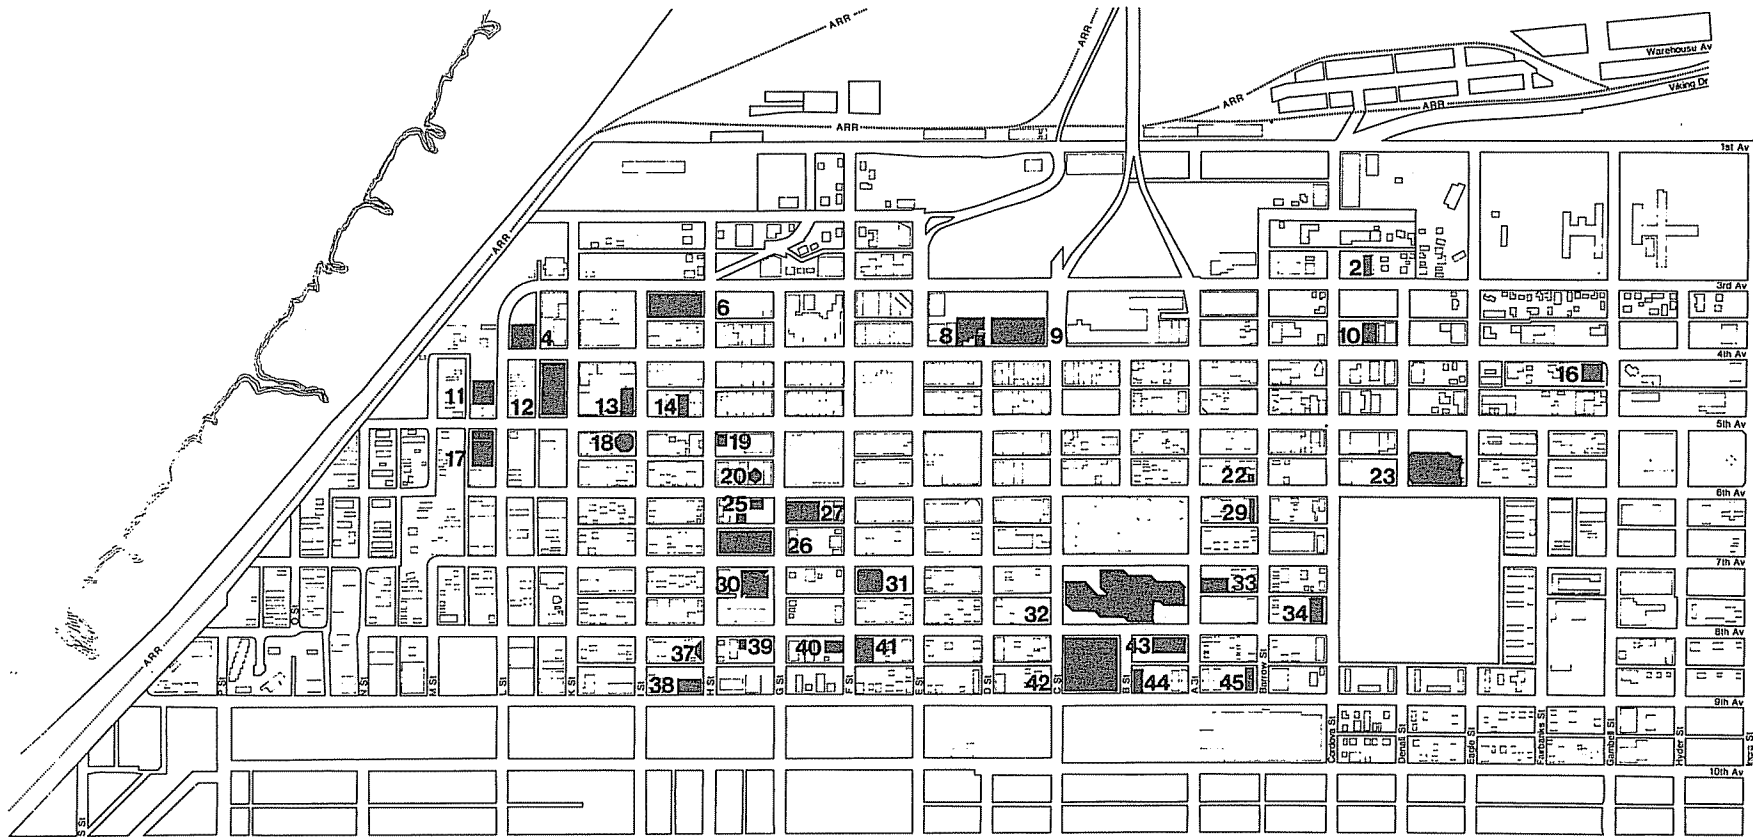 ARR
ARR
Warehouse Av
Viking Dr
ARR
ARR
ARR
1st Av
ARR
2
3rd Av
6
4
8
9
10
4th Av
11
12
13
14
16
5th Av
17
18
19
20
22
23
6th Av
25
27
29
26
7th Av
30
31
33
32
34
O St
8th Av
ARR
37
39
40
41
43
38
42
44
45
P St
N St
M St
L St
K St
J St
H St
G St
F St
E St
D St
C St
B St
A St
Barrow St
9th Av
Cordova St
Denali St
Eagle St
Fairbanks St
Gambell St
Hyder St
Ingra St
10th Av
S St